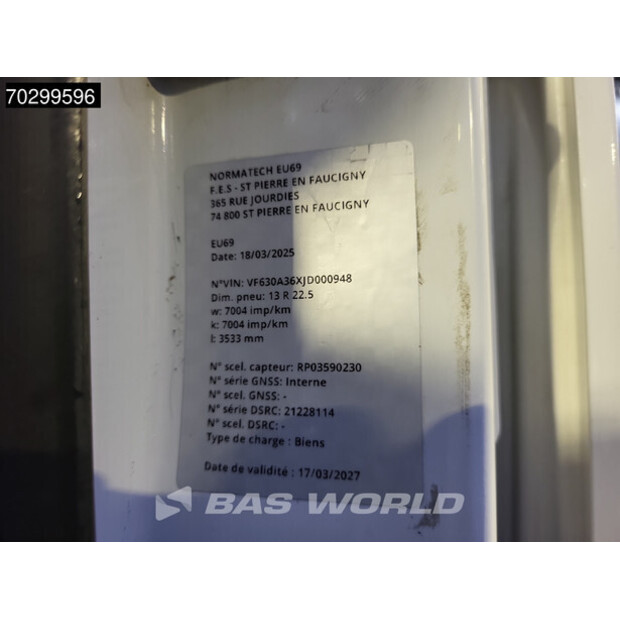 70299596
NORMATECH EU69
F.E.S - ST PIERRE EN FAUCIGNY
365 RUE JOURDIES
74 800 ST PIERRE EN FAUCIGNY
EU69
Date: 18/03/2025
N°VIN: VF630A36XJD000948
Dim. pneu: 13 R 22.5
w: 7004 imp/km
k: 7004 imp/km
l: 3533 mm
N° scel. capteur: RP03590230
N° série GNSS: Interne
N° scel. GNSS: -
N° série DSRC: 21228114
N° scel. DSRC: -
Type de charge : Biens
Date de validité : 17/03/2027
BAS WORLD